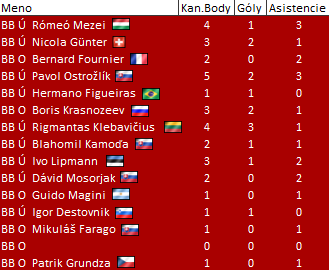 Meno Kan.Body Góly Asistencie
BB Ú Rómeó Mezei 4 1 3
BB Ú Nicola Günter 3 2 1
BB O Bernard Fournier 2 0 2
BB Ú Pavol Ostrožlík 5 2 3
BB Ú Hermano Figueiras 1 1 0
BB O Boris Krasnozeev 3 2 1
BB Ú Rigmantas Klebavičius 4 3 1
BB Ú Blahomil Kamoďa 2 1 1
BB Ú Ivo Lipmann 3 1 2
BB Ú Dávid Mosorjak 2 0 2
BB O Guido Magini 1 0 1
BB Ú Igor Destovnik 1 1 0
BB O Mikuláš Farago 1 0 1
BB O 0 0 0
BB O Patrik Grundza 1 0 1